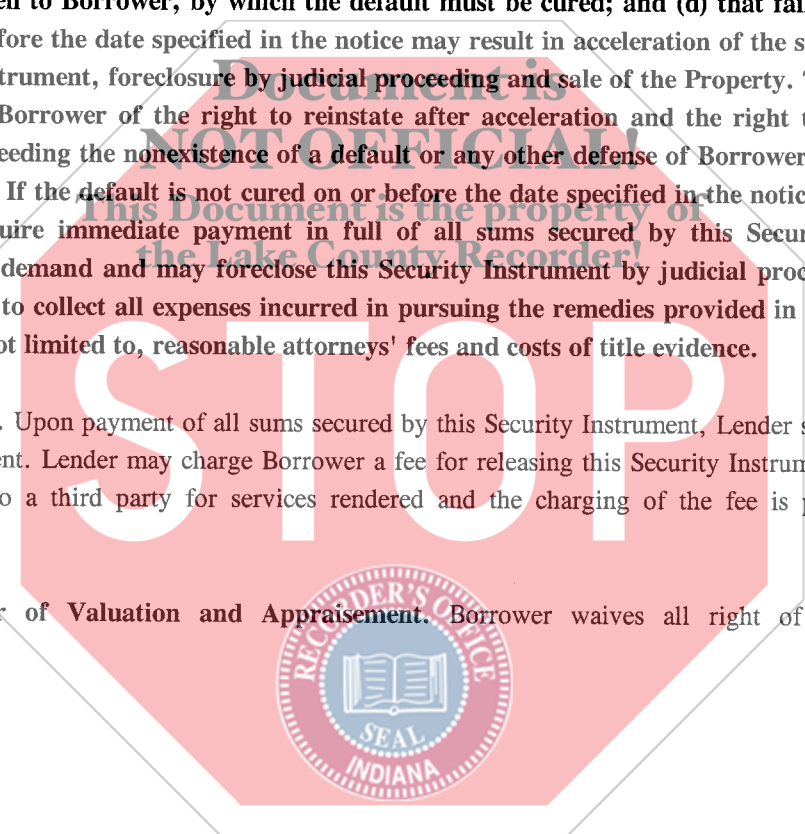 en to Borrower, by which the default must be cured; and (d) that fail
fore the date specified in the notice may result in acceleration of the s
trument, foreclosure by judicial proceeding and sale of the Property.
Document is
Borrower of the right to reinstate after acceleration and the right t
NOT OFFICIAL!
eeding the nonexistence of a default or any other defense of Borrower
If the default is not cured on or before the date specified in the notic
This Document is the property of
uire immediate payment in full of all sums secured by this Secur
the Lake County Recorder!
demand and may foreclose this Security Instrument by judicial proc
to collect all expenses incurred in pursuing the remedies provided in
ot limited to, reasonable attorneys' fees and costs of title evidence.
STOP
. Upon payment of all sums secured by this Security Instrument, Lender s
ent. Lender may charge Borrower a fee for releasing this Security Instrum
o a third party for services rendered and the charging of the fee is p
r of Valuation and Appraisement. Borrower waives all right of
RECORDER'S OFFICE
SEAL
INDIANA